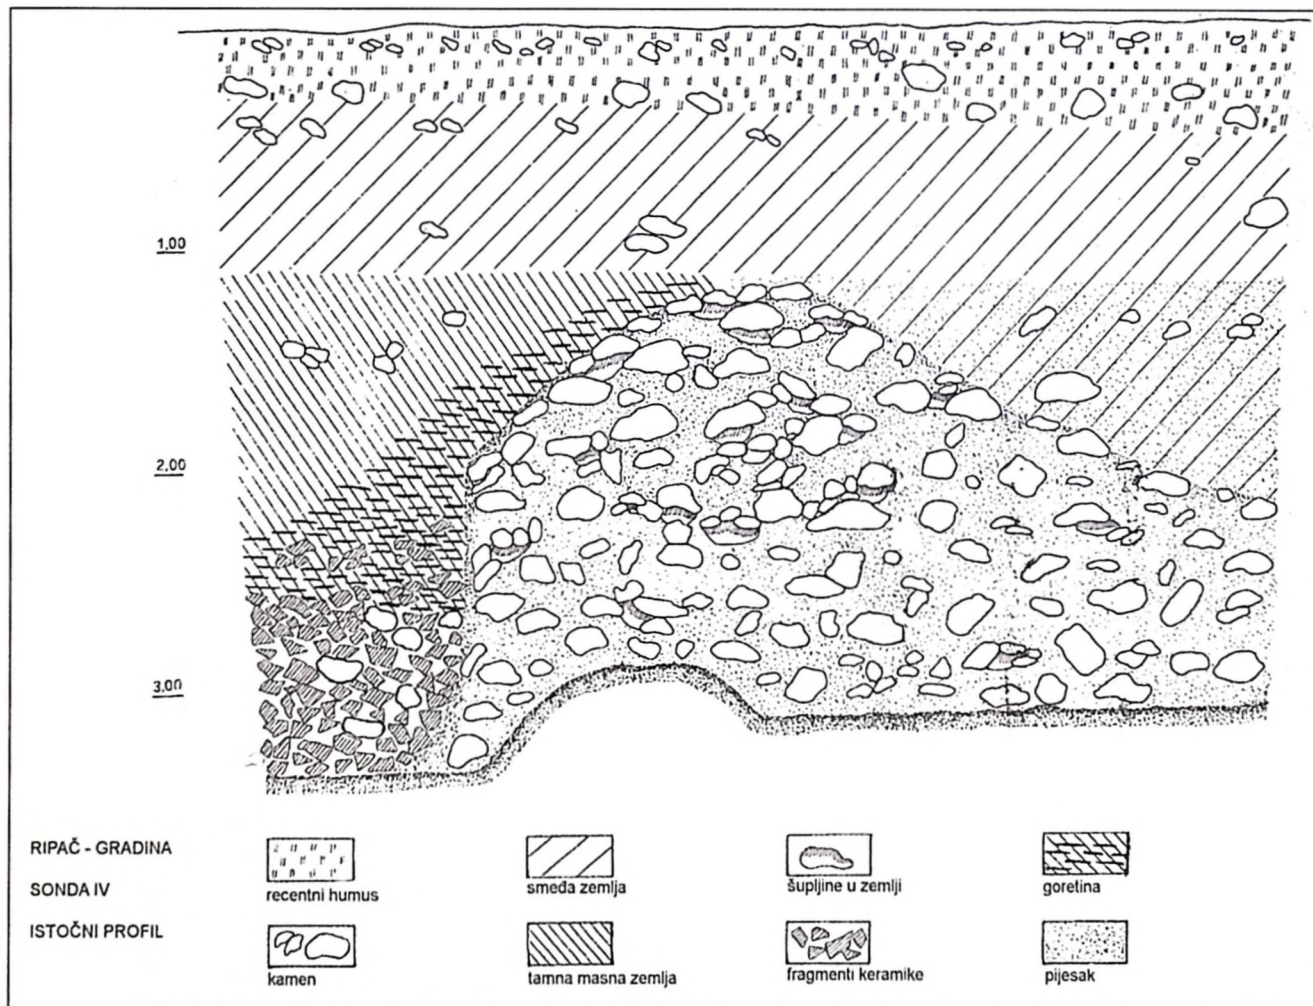 1,00
2,00
3,00
RIPAČ - GRADINA
SONDA IV
ISTOČNI PROFIL
recentni humus
smeđa zemlja
šupljine u zemlji
goretina
kamen
tamna masna zemlja
fragmenti keramike
pijesak